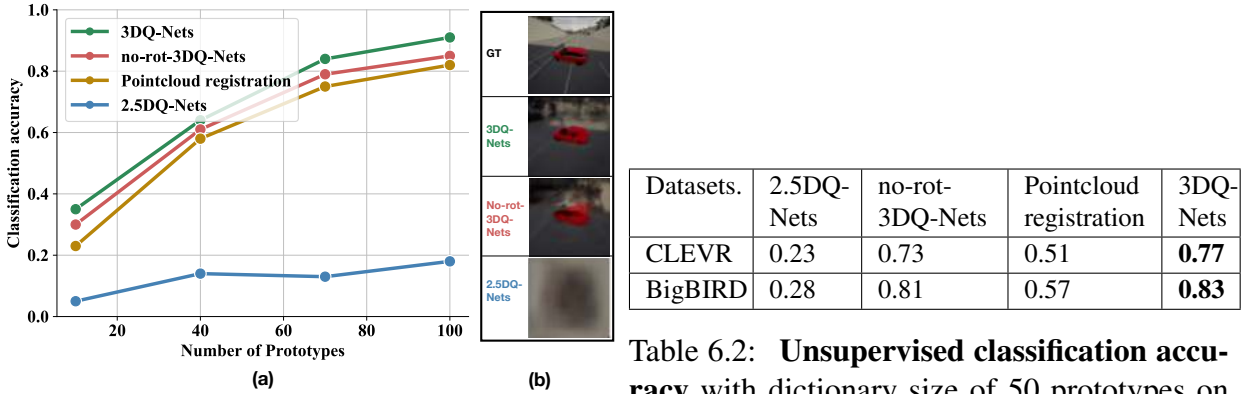 1.0
0.8
0.6
0.4
0.2
0.0
Classification accuracy
3DQ-Nets
no-rot-3DQ-Nets
Pointcloud registration
2.5DQ-Nets
20 40 60 80 100
Number of Prototypes
(a)
GT
3DQ-
Nets
No-rot-
3DQ-
Nets
2.5DQ-
Nets
(b)
Datasets. 2.5DQ- no-rot- Pointcloud 3DQ-
Nets 3DQ-Nets registration Nets
CLEVR 0.23 0.73 0.51 0.77
BigBIRD 0.28 0.81 0.57 0.83
Table 6.2: Unsupervised classification accu-
racy with dictionary size of 50 prototypes on